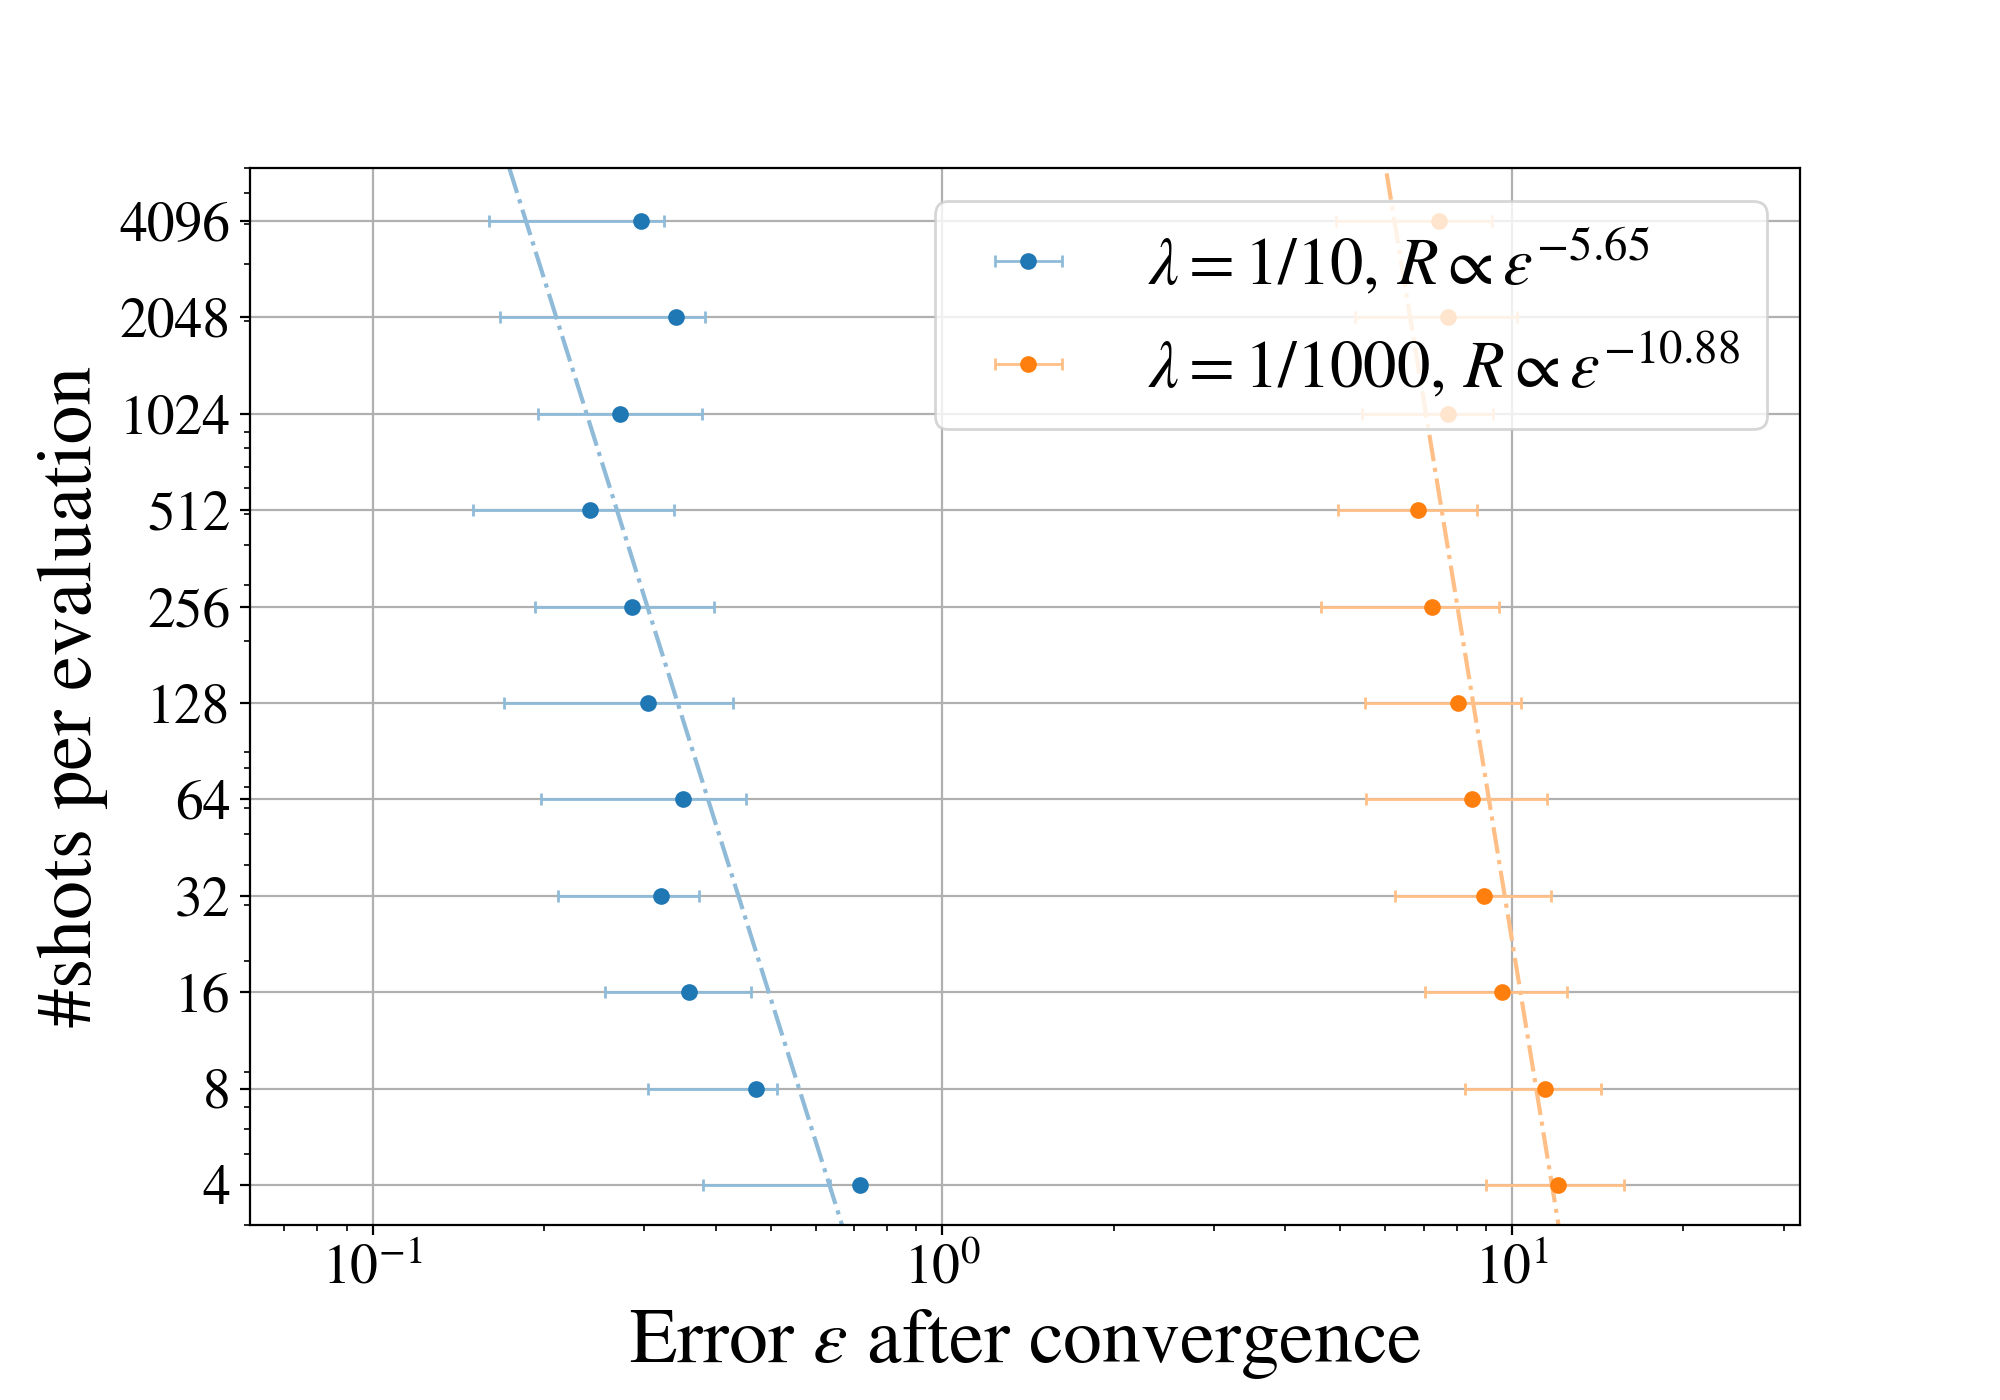 λ = 1/10, R ∝ ε^{-5.65}
λ = 1/1000, R ∝ ε^{-10.88}
#shots per evaluation
4096
2048
1024
512
256
128
64
32
16
8
4
10^{-1} 10^{0} 10^{1}
Error ε after convergence